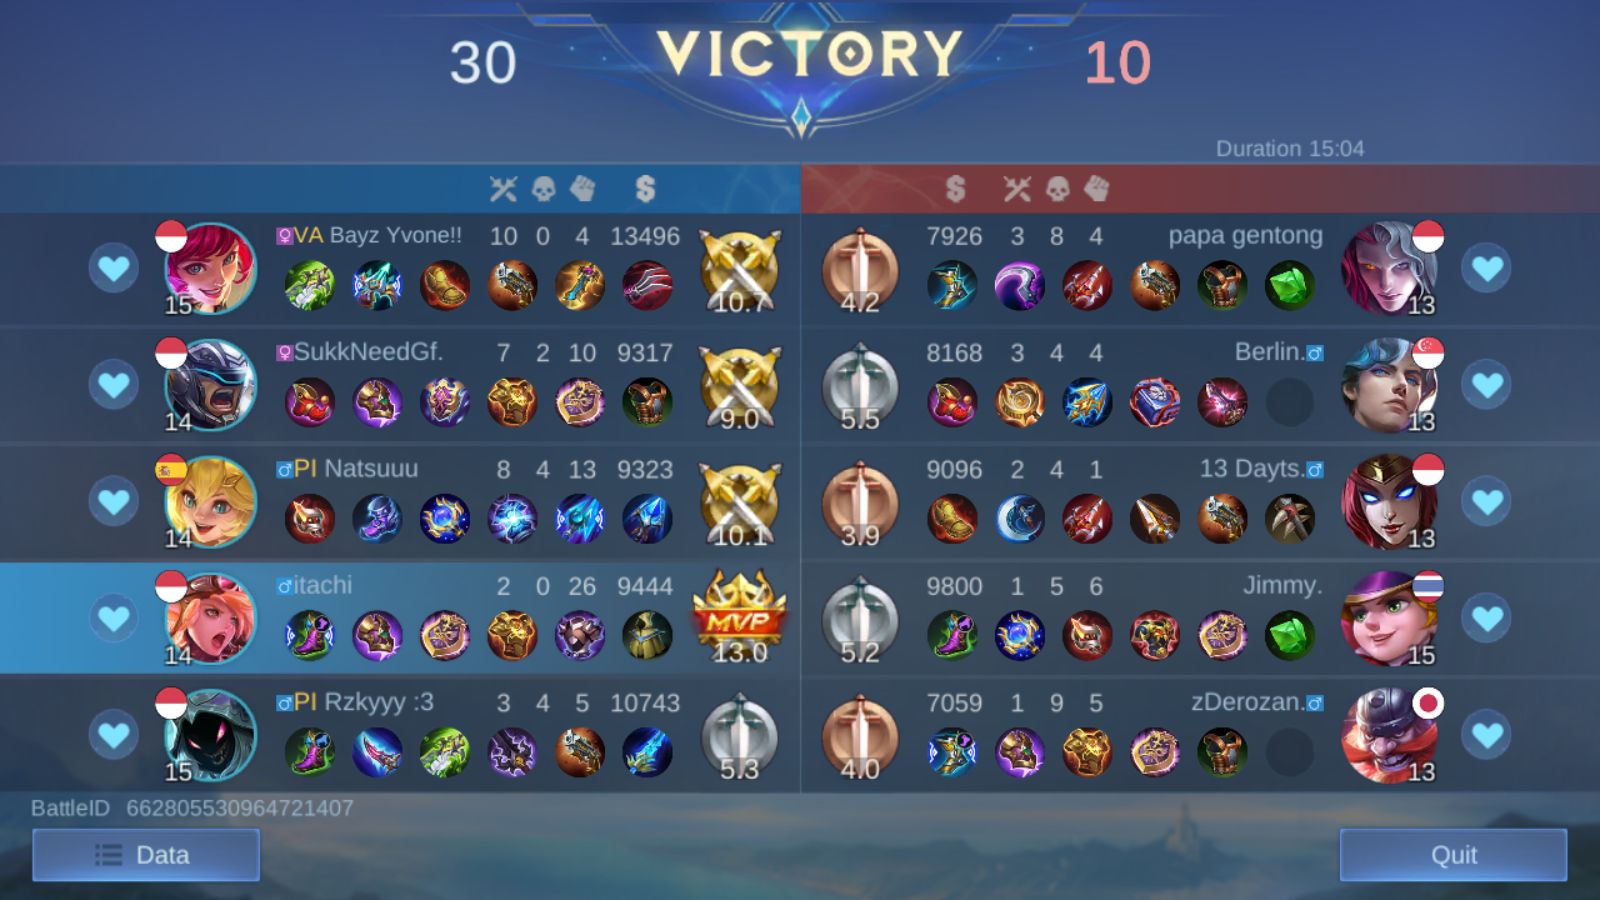 30 VICTORY 10
Duration 15:04
VA Bayz Yvone!! 10 0 4 13496
15 10.7
7926 3 8 4 papa gentong
4.2 13
SukkNeedGf. 7 2 10 9317
14 9.0
8168 3 4 4 Berlin.
5.5 13
PI Natsuuu 8 4 13 9323
14 10.1
9096 2 4 1 13 Dayts.
3.9 13
itachi 2 0 26 9444
MVP
14 13.0
9800 1 5 6 Jimmy.
5.2 15
PI Rzkyyy :3 3 4 5 10743
15 5.3
7059 1 9 5 zDerozan.
4.0 13
BattleID 662805530964721407
Data
Quit